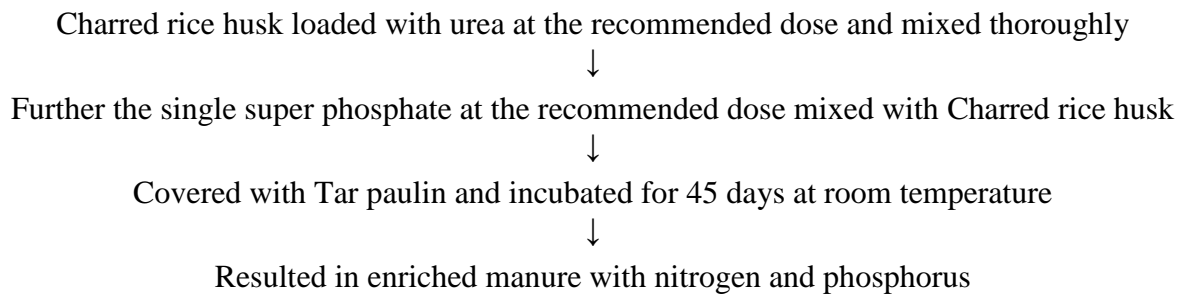 Charred rice husk loaded with urea at the recommended dose and mixed thoroughly
↓
Further the single super phosphate at the recommended dose mixed with Charred rice husk
↓
Covered with Tar paulin and incubated for 45 days at room temperature
↓
Resulted in enriched manure with nitrogen and phosphorus